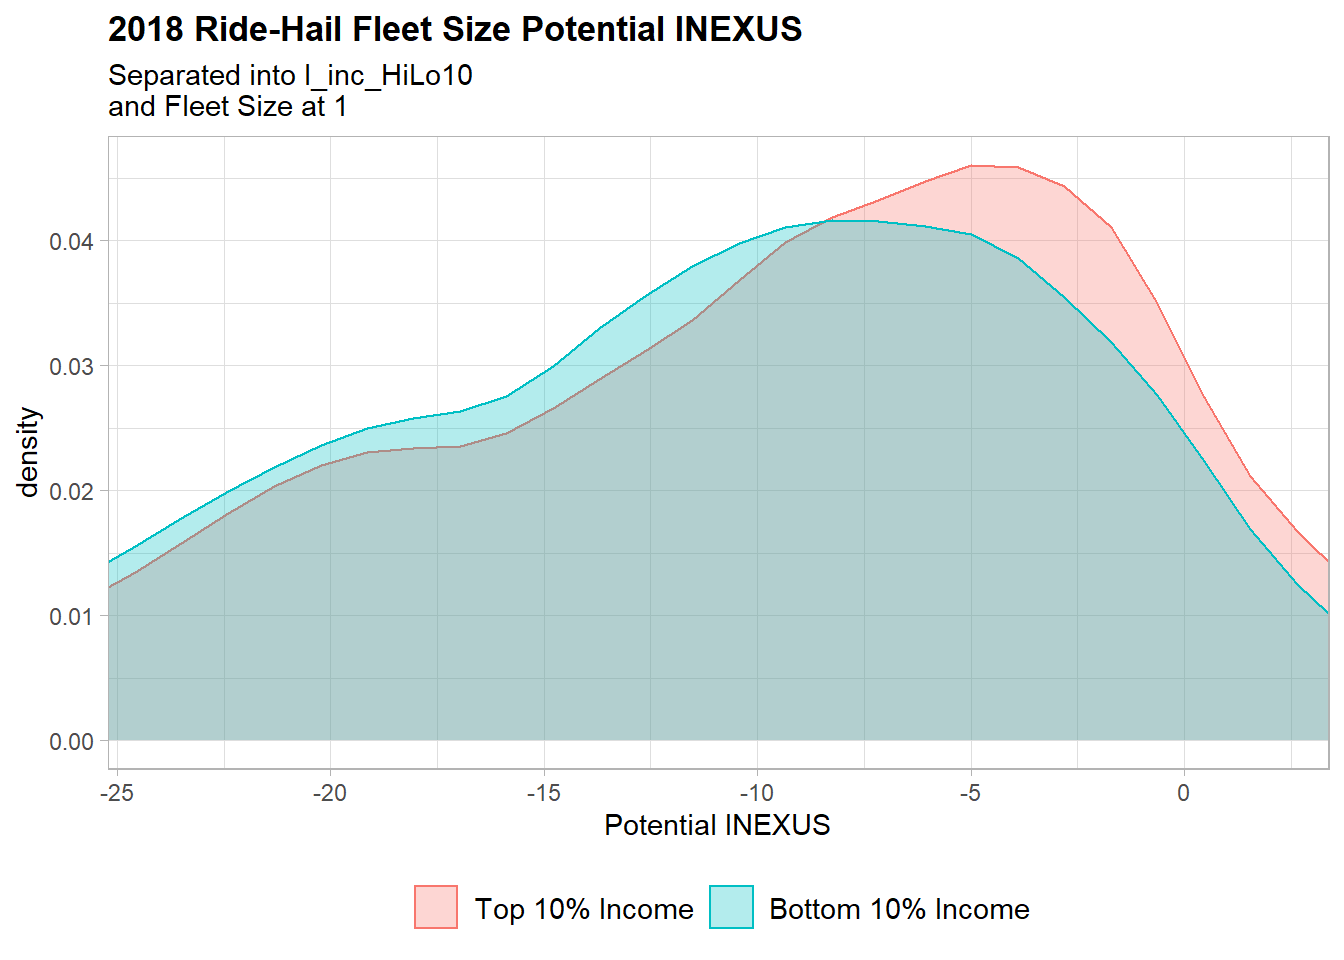 2018 Ride-Hail Fleet Size Potential INEXUS
Separated into I_inc_HiLo10
and Fleet Size at 1
density
0.04
0.03
0.02
0.01
0.00
-25 -20 -15 -10 -5 0
Potential INEXUS
Top 10% Income Bottom 10% Income